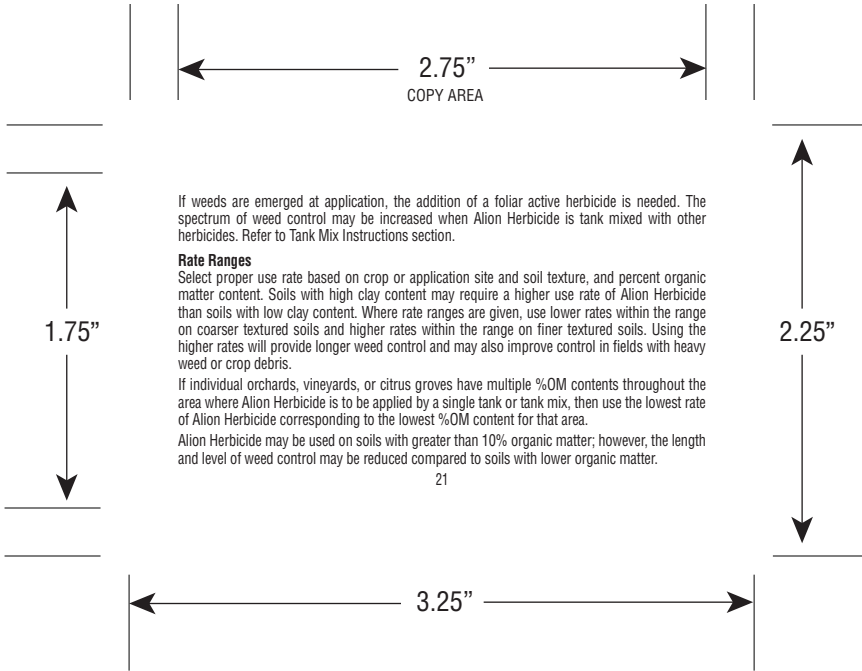 2.75”
COPY AREA
If weeds are emerged at application, the addition of a foliar active herbicide is needed. The
spectrum of weed control may be increased when Alion Herbicide is tank mixed with other
herbicides. Refer to Tank Mix Instructions section.
Rate Ranges
Select proper use rate based on crop or application site and soil texture, and percent organic
matter content. Soils with high clay content may require a higher use rate of Alion Herbicide
than soils with low clay content. Where rate ranges are given, use lower rates within the range
on coarser textured soils and higher rates within the range on finer textured soils. Using the
higher rates will provide longer weed control and may also improve control in fields with heavy
weed or crop debris.
1.75”
2.25”
If individual orchards, vineyards, or citrus groves have multiple %OM contents throughout the
area where Alion Herbicide is to be applied by a single tank or tank mix, then use the lowest rate
of Alion Herbicide corresponding to the lowest %OM content for that area.
Alion Herbicide may be used on soils with greater than 10% organic matter; however, the length
and level of weed control may be reduced compared to soils with lower organic matter.
21
3.25”